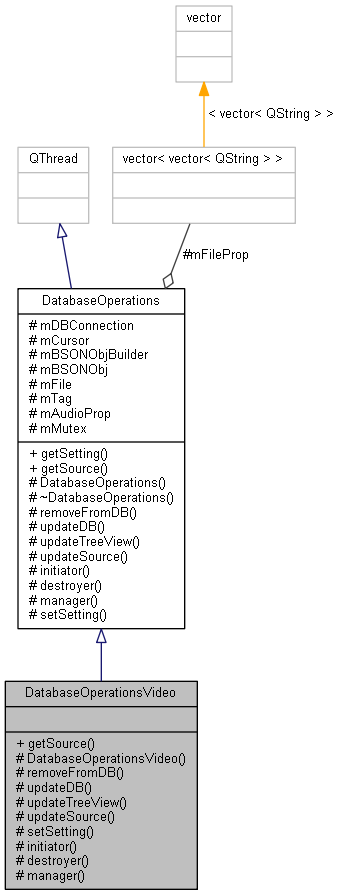 vector
< vector< QString > >
QThread
vector< vector< QString > >
#mFileProp
DatabaseOperations
# mDBConnection
# mCursor
# mBSONObjBuilder
# mBSONObj
# mFile
# mTag
# mAudioProp
# mMutex
+ getSetting()
+ getSource()
# DatabaseOperations()
# ~DatabaseOperations()
# removeFromDB()
# updateDB()
# updateTreeView()
# updateSource()
# initiator()
# destroyer()
# manager()
# setSetting()
DatabaseOperationsVideo
+ getSource()
# DatabaseOperationsVideo()
# removeFromDB()
# updateDB()
# updateTreeView()
# updateSource()
# setSetting()
# initiator()
# destroyer()
# manager()